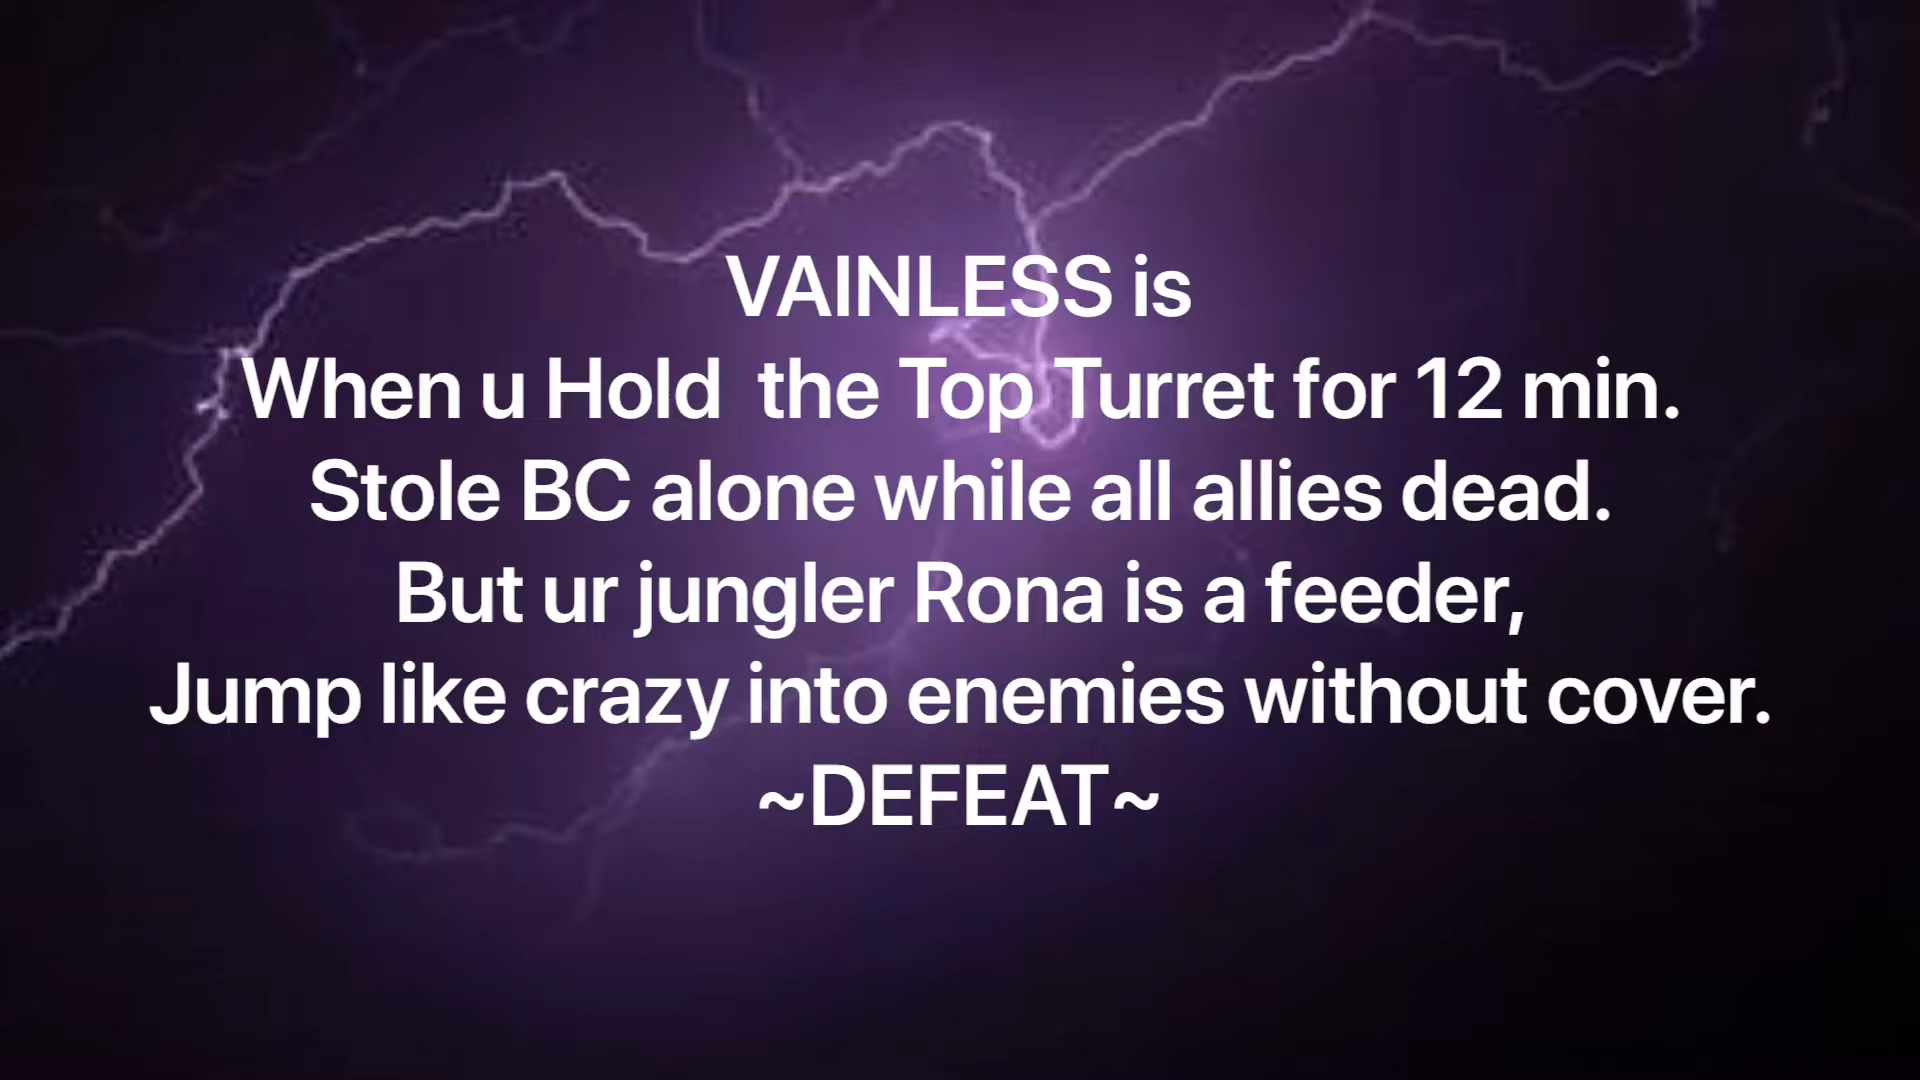 VAINLESS is
When u Hold  the Top Turret for 12 min.
Stole BC alone while all allies dead.
But ur jungler Rona is a feeder,
Jump like crazy into enemies without cover.
~DEFEAT~